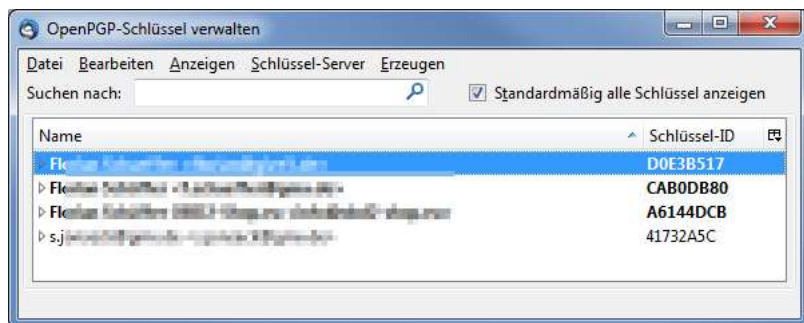 OpenPGP-Schlüssel verwalten
Datei Bearbeiten Anzeigen Schlüssel-Server Erzeugen
Suchen nach: Standardmäßig alle Schlüssel anzeigen
Name Schlüssel-ID
D0E3B517
CAB0DB80
A6144DCB
41732A5C